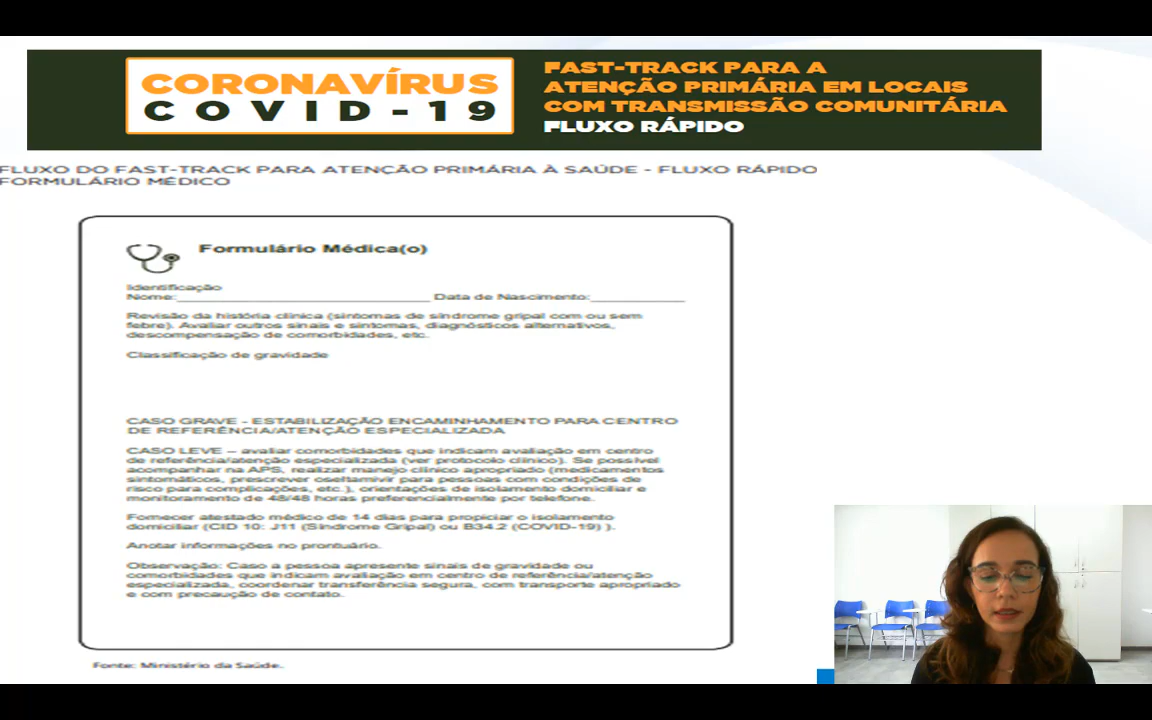 CORONAVÍRUS
COVID-19
FAST-TRACK PARA A
ATENÇÃO PRIMÁRIA EM LOCAIS
COM TRANSMISSÃO COMUNITÁRIA
FLUXO RÁPIDO
FLUXO DO FAST-TRACK PARA ATENÇÃO PRIMÁRIA À SAÚDE - FLUXO RÁPIDO
FORMULÁRIO MÉDICO
Formulário Médica(o)
Identificação
Nome:______________________________ Data de Nascimento:____________
Revisão da história clínica (sintomas de síndrome gripal com ou sem
febre). Avaliar outros sinais e sintomas, diagnósticos alternativos,
descompensação de comorbidades, etc.
Classificação de gravidade
CASO GRAVE - ESTABILIZAÇÃO ENCAMINHAMENTO PARA CENTRO
DE REFERÊNCIA/ATENÇÃO ESPECIALIZADA
CASO LEVE – avaliar comorbidades que indicam avaliação em centro
de referência/atenção especializada (ver protocolo clínico). Se possível
acompanhar na APS, realizar manejo clínico apropriado (medicamentos
sintomáticos, prescrever oseltamivir para pessoas com condições de
risco para complicações, etc.), orientações de isolamento domiciliar e
monitoramento de 48/48 horas preferencialmente por telefone.
Fornecer atestado médico de 14 dias para propiciar o isolamento
domiciliar (CID 10: J11 (Síndrome Gripal) ou B34.2 (COVID-19) ).
Anotar informações no prontuário.
Observação: Caso a pessoa apresente sinais de gravidade ou
comorbidades que indicam avaliação em centro de referência/atenção
especializada, coordenar transferência segura, com transporte apropriado
e com precaução de contato.
Fonte: Ministério da Saúde.